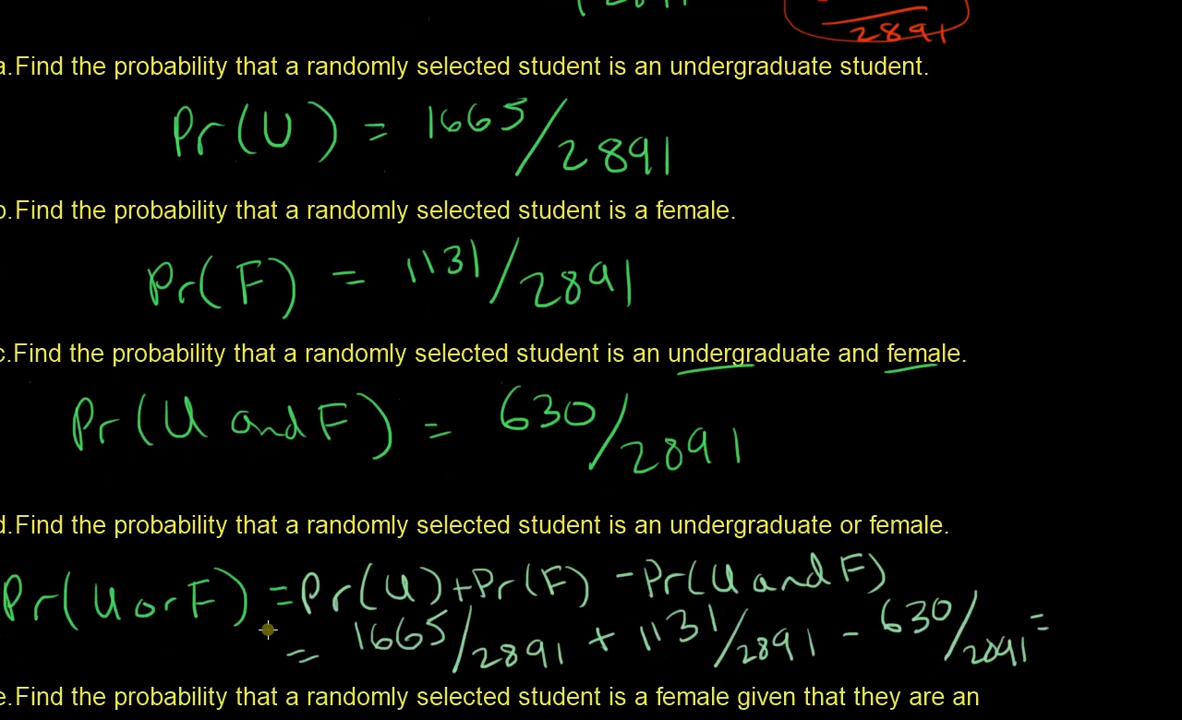 2891
a.Find the probability that a randomly selected student is an undergraduate student.
Pr(U) = 1665/2891
b.Find the probability that a randomly selected student is a female.
Pr(F) = 1131/2891
c.Find the probability that a randomly selected student is an undergraduate and female.
Pr(U and F) = 630/2891
d.Find the probability that a randomly selected student is an undergraduate or female.
Pr(U or F) = Pr(U) + Pr(F) - Pr(U and F)
= 1665/2891 + 1131/2891 - 630/2891 =
e.Find the probability that a randomly selected student is a female given that they are an